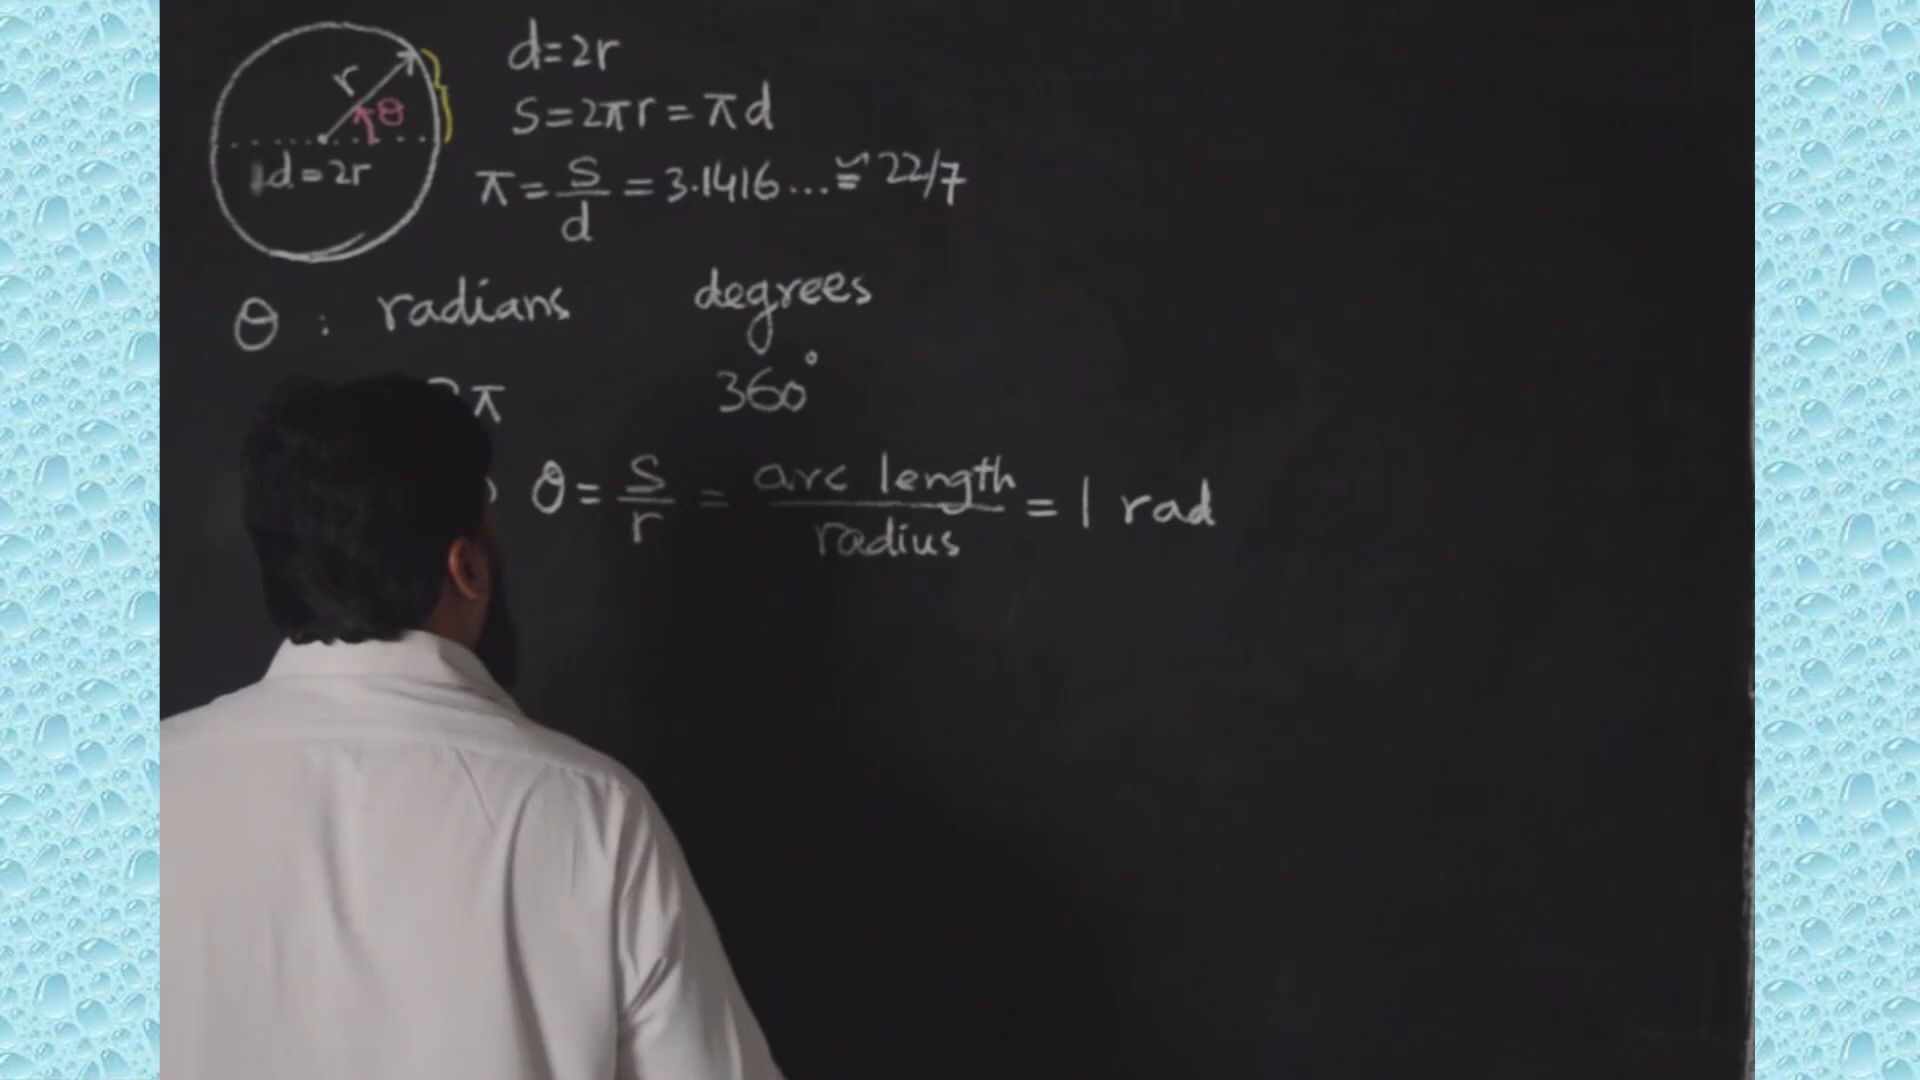 r
θ
d=2r
d=2r
S=2πr=πd
π=S/d=3.1416...≅22/7
θ : radians degrees
π 360°
θ=S/r=arc length/radius=1 rad